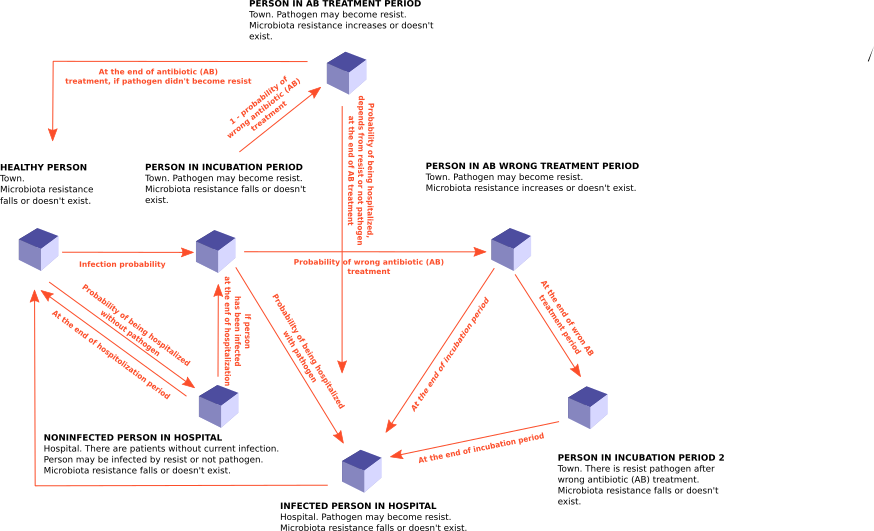 PERSON IN AB TREATMENT PERIOD
Town. Pathogen may become resist.
Microbiota resistance increases or doesn't
exist.
At the end of antibiotic (AB)
treatment, if pathogen didn't become resist
1 - probability of
wrong antibiotic (AB)
treatment
Probability of being hospitalized,
depends from resist or not pathogen
at the end of AB treatment
HEALTHY PERSON
Town.
Microbiota resistance
falls or doesn't exist.
PERSON IN INCUBATION PERIOD
Town. Pathogen may become resist.
Microbiota resistance falls or doesn't
exist.
PERSON IN AB WRONG TREATMENT PERIOD
Town. Pathogen may become resist.
Microbiota resistance increases or doesn't exist.
Infection probability
Probability of wrong antibiotic (AB)
treatment
Probability of being hospitalized
without pathogen
At the end of hospitolization period
If person
has been infected
at the enf of hospitalization
Probability of being hospitalized
with pathogen
At the end of incubation period
At the end of wron AB
treatment period
At the end of incubation period
NONINFECTED PERSON IN HOSPITAL
Hospital. There are patients without current infection.
Person may be infected by resist or not pathogen.
Microbiota resistance falls or doesn't exist.
PERSON IN INCUBATION PERIOD 2
Town. There is resist pathogen after
wrong antibiotic (AB) treatment.
Microbiota resistance falls or doesn't
exist.
INFECTED PERSON IN HOSPITAL
Hospital. Pathogen may become resist.
Microbiota resistance falls or doesn't exist.